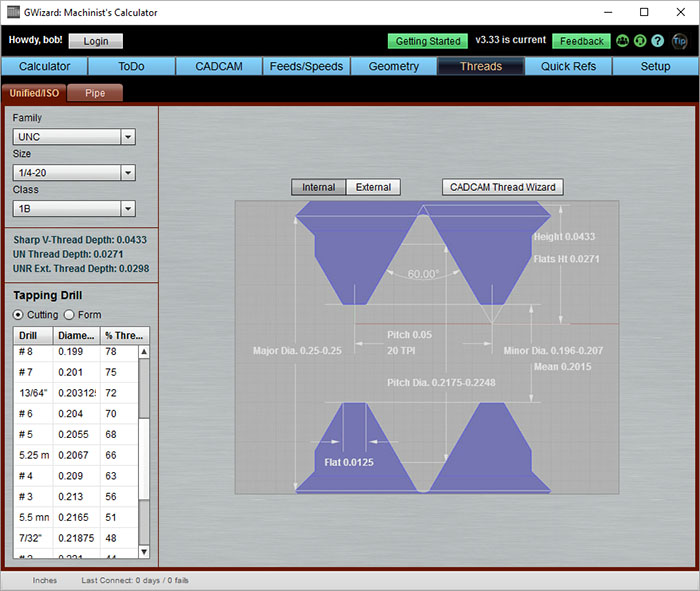 GWizard: Machinist's Calculator
Howdy, bob! Login Getting Started v3.33 is current Feedback Tip
Calculator ToDo CADCAM Feeds/Speeds Geometry Threads Quick Refs Setup
Unified/ISO Pipe
Family
UNC
Size
1/4-20
Class
1B
Sharp V-Thread Depth: 0.0433
UN Thread Depth: 0.0271
UNR Ext. Thread Depth: 0.0298
Tapping Drill
Cutting Form
Drill Diame... % Thre...
# 8 0.199 78
# 7 0.201 75
13/64" 0.203125 72
# 6 0.204 70
# 5 0.2055 68
5.25 m 0.2067 66
# 4 0.209 63
# 3 0.213 56
5.5 mm 0.2165 51
7/32" 0.21875 48
Internal External CADCAM Thread Wizard
Height 0.0433
Flats Ht 0.0271
60.00°
Pitch 0.05
20 TPI
Major Dia. 0.25-0.25
Minor Dia. 0.196-0.207
Mean 0.2015
Pitch Dia. 0.2175-0.2248
Flat 0.0125
Inches Last Connect: 0 days / 0 fails